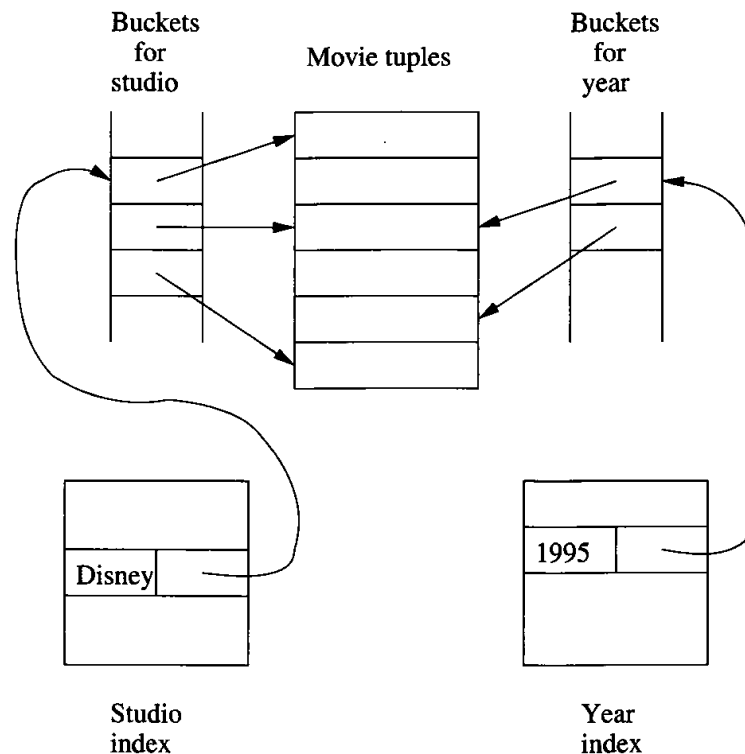 Buckets
for
studio
Movie tuples
Buckets
for
year
Disney
1995
Studio
index
Year
index